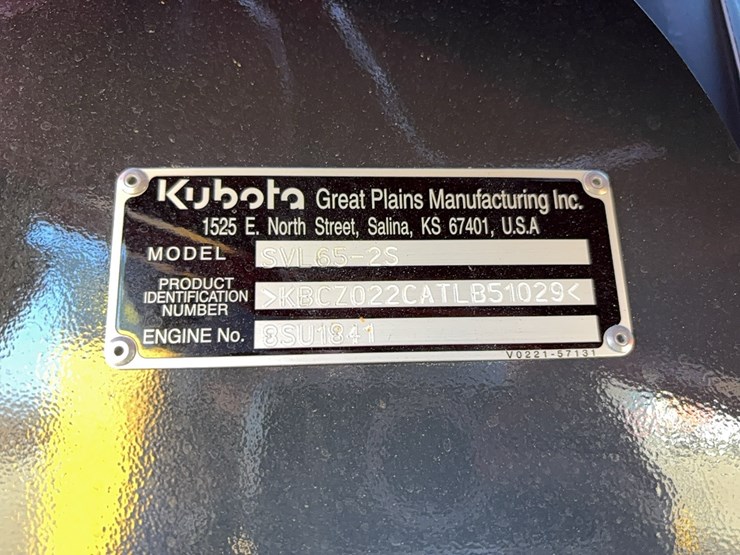 Kubota Great Plains Manufacturing Inc.
1525 E. North Street, Salina, KS 67401, U.S.A
MODEL SVL65-2S
PRODUCT IDENTIFICATION NUMBER >KBCZ022CATLB51029<
ENGINE No. 8SU1841
V0221-57131